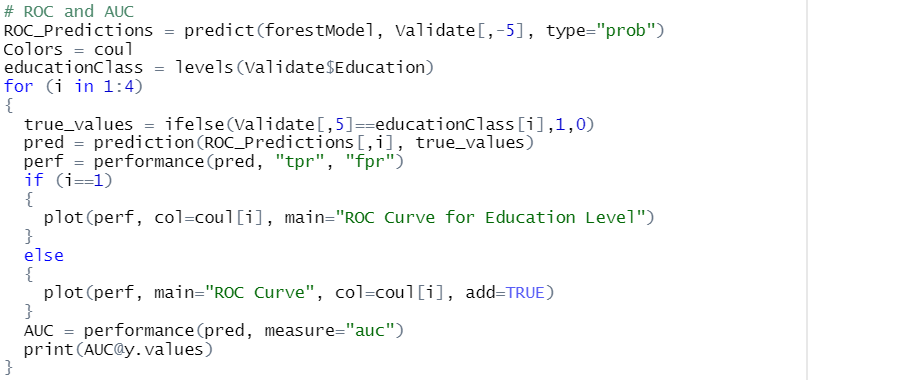 # ROC and AUC
ROC_Predictions = predict(forestModel, Validate[,-5], type="prob")
Colors = coul
educationClass = levels(Validate$Education)
for (i in 1:4)
{
  true_values = ifelse(Validate[,5]==educationClass[i],1,0)
  pred = prediction(ROC_Predictions[,i], true_values)
  perf = performance(pred, "tpr", "fpr")
  if (i==1)
  {
    plot(perf, col=coul[i], main="ROC Curve for Education Level")
  }
  else
  {
    plot(perf, main="ROC Curve", col=coul[i], add=TRUE)
  }
  AUC = performance(pred, measure="auc")
  print(AUC@y.values)
}